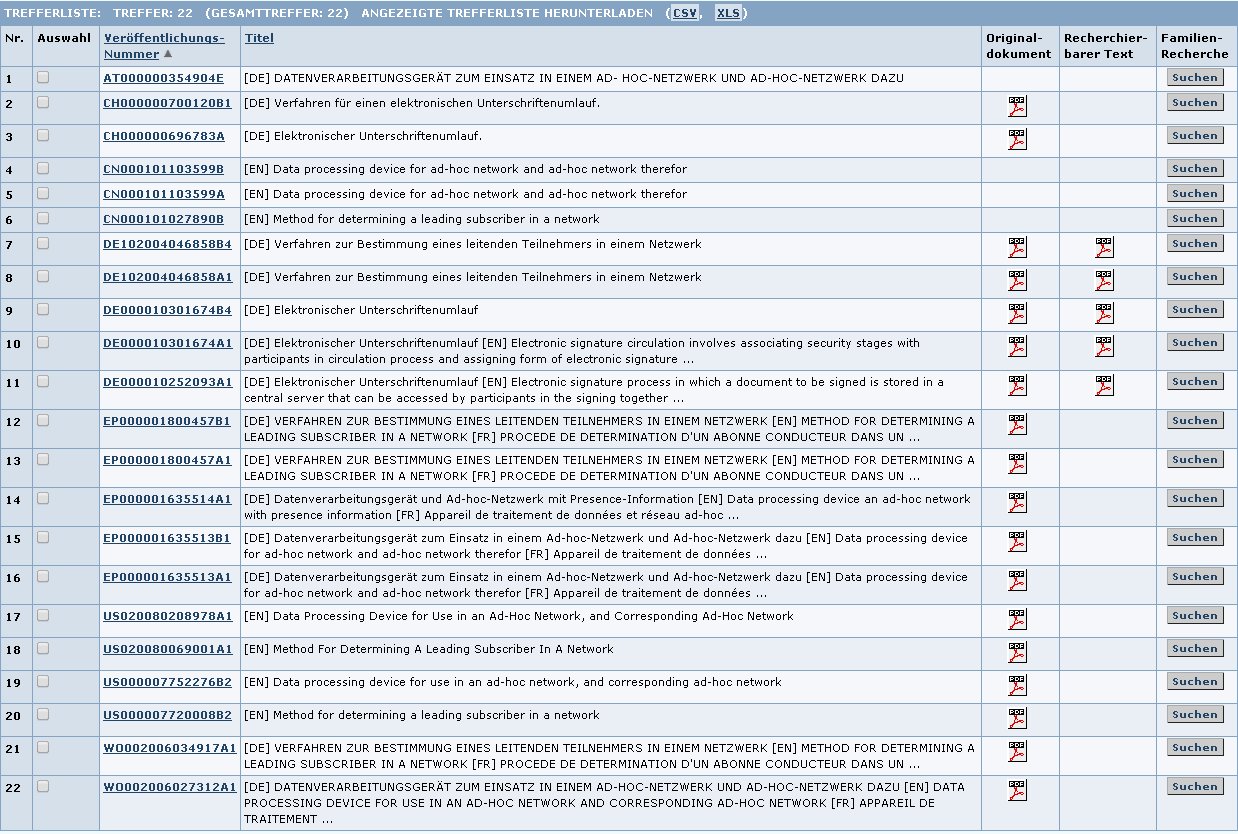 TREFFERLISTE: TREFFER: 22 (GESAMTTREFFER: 22) ANGEZEIGTE TREFFERLISTE HERUNTERLADEN (CSV, XLS)
Nr. Auswahl Veröffentlichungs-Nummer Titel Original-dokument Recherchier-barer Text Familien-Recherche
1 AT000000354904E [DE] DATENVERARBEITUNGSGERÄT ZUM EINSATZ IN EINEM AD- HOC-NETZWERK UND AD-HOC-NETZWERK DAZU Suchen
2 CH000000700120B1 [DE] Verfahren für einen elektronischen Unterschriftenumlauf. PDF Suchen
3 CH000000696783A [DE] Elektronischer Unterschriftenumlauf. PDF Suchen
4 CN000101103599B [EN] Data processing device for ad-hoc network and ad-hoc network therefor Suchen
5 CN000101103599A [EN] Data processing device for ad-hoc network and ad-hoc network therefor Suchen
6 CN000101027890B [EN] Method for determining a leading subscriber in a network Suchen
7 DE102004046858B4 [DE] Verfahren zur Bestimmung eines leitenden Teilnehmers in einem Netzwerk PDF PDF Suchen
8 DE102004046858A1 [DE] Verfahren zur Bestimmung eines leitenden Teilnehmers in einem Netzwerk PDF PDF Suchen
9 DE000010301674B4 [DE] Elektronischer Unterschriftenumlauf PDF PDF Suchen
10 DE000010301674A1 [DE] Elektronischer Unterschriftenumlauf [EN] Electronic signature circulation involves associating security stages with PDF PDF Suchen
participants in circulation process and assigning form of electronic signature ...
11 DE000010252093A1 [DE] Elektronischer Unterschriftenumlauf [EN] Electronic signature process in which a document to be signed is stored in a PDF PDF Suchen
central server that can be accessed by participants in the signing together ...
12 EP000001800457B1 [DE] VERFAHREN ZUR BESTIMMUNG EINES LEITENDEN TEILNEHMERS IN EINEM NETZWERK [EN] METHOD FOR DETERMINING A PDF Suchen
LEADING SUBSCRIBER IN A NETWORK [FR] PROCEDE DE DETERMINATION D'UN ABONNE CONDUCTEUR DANS UN ...
13 EP000001800457A1 [DE] VERFAHREN ZUR BESTIMMUNG EINES LEITENDEN TEILNEHMERS IN EINEM NETZWERK [EN] METHOD FOR DETERMINING A PDF Suchen
LEADING SUBSCRIBER IN A NETWORK [FR] PROCEDE DE DETERMINATION D'UN ABONNE CONDUCTEUR DANS UN ...
14 EP000001635514A1 [DE] Datenverarbeitungsgerät und Ad-hoc-Netzwerk mit Presence-Information [EN] Data processing device an ad-hoc network PDF Suchen
with presence information [FR] Appareil de traitement de données et réseau ad-hoc ...
15 EP000001635513B1 [DE] Datenverarbeitungsgerät zum Einsatz in einem Ad-hoc-Netzwerk und Ad-hoc-Netzwerk dazu [EN] Data processing device PDF Suchen
for ad-hoc network and ad-hoc network therefor [FR] Appareil de traitement de données ...
16 EP000001635513A1 [DE] Datenverarbeitungsgerät zum Einsatz in einem Ad-hoc-Netzwerk und Ad-hoc-Netzwerk dazu [EN] Data processing device PDF Suchen
for ad-hoc network and ad-hoc network therefor [FR] Appareil de traitement de données ...
17 US020080208978A1 [EN] Data Processing Device for Use in an Ad-Hoc Network, and Corresponding Ad-Hoc Network PDF Suchen
18 US020080069001A1 [EN] Method For Determining A Leading Subscriber In A Network PDF Suchen
19 US000007752276B2 [EN] Data processing device for use in an ad-hoc network, and corresponding ad-hoc network PDF Suchen
20 US000007720008B2 [EN] Method for determining a leading subscriber in a network PDF Suchen
21 WO002006034917A1 [DE] VERFAHREN ZUR BESTIMMUNG EINES LEITENDEN TEILNEHMERS IN EINEM NETZWERK [EN] METHOD FOR DETERMINING A PDF Suchen
LEADING SUBSCRIBER IN A NETWORK [FR] PROCEDE DE DETERMINATION D'UN ABONNE CONDUCTEUR DANS UN ...
22 WO002006027312A1 [DE] DATENVERARBEITUNGSGERÄT ZUM EINSATZ IN EINEM AD-HOC-NETZWERK UND AD-HOC-NETZWERK DAZU [EN] DATA PDF Suchen
PROCESSING DEVICE FOR USE IN AN AD-HOC NETWORK AND CORRESPONDING AD-HOC NETWORK [FR] APPAREIL DE
TRAITEMENT ...